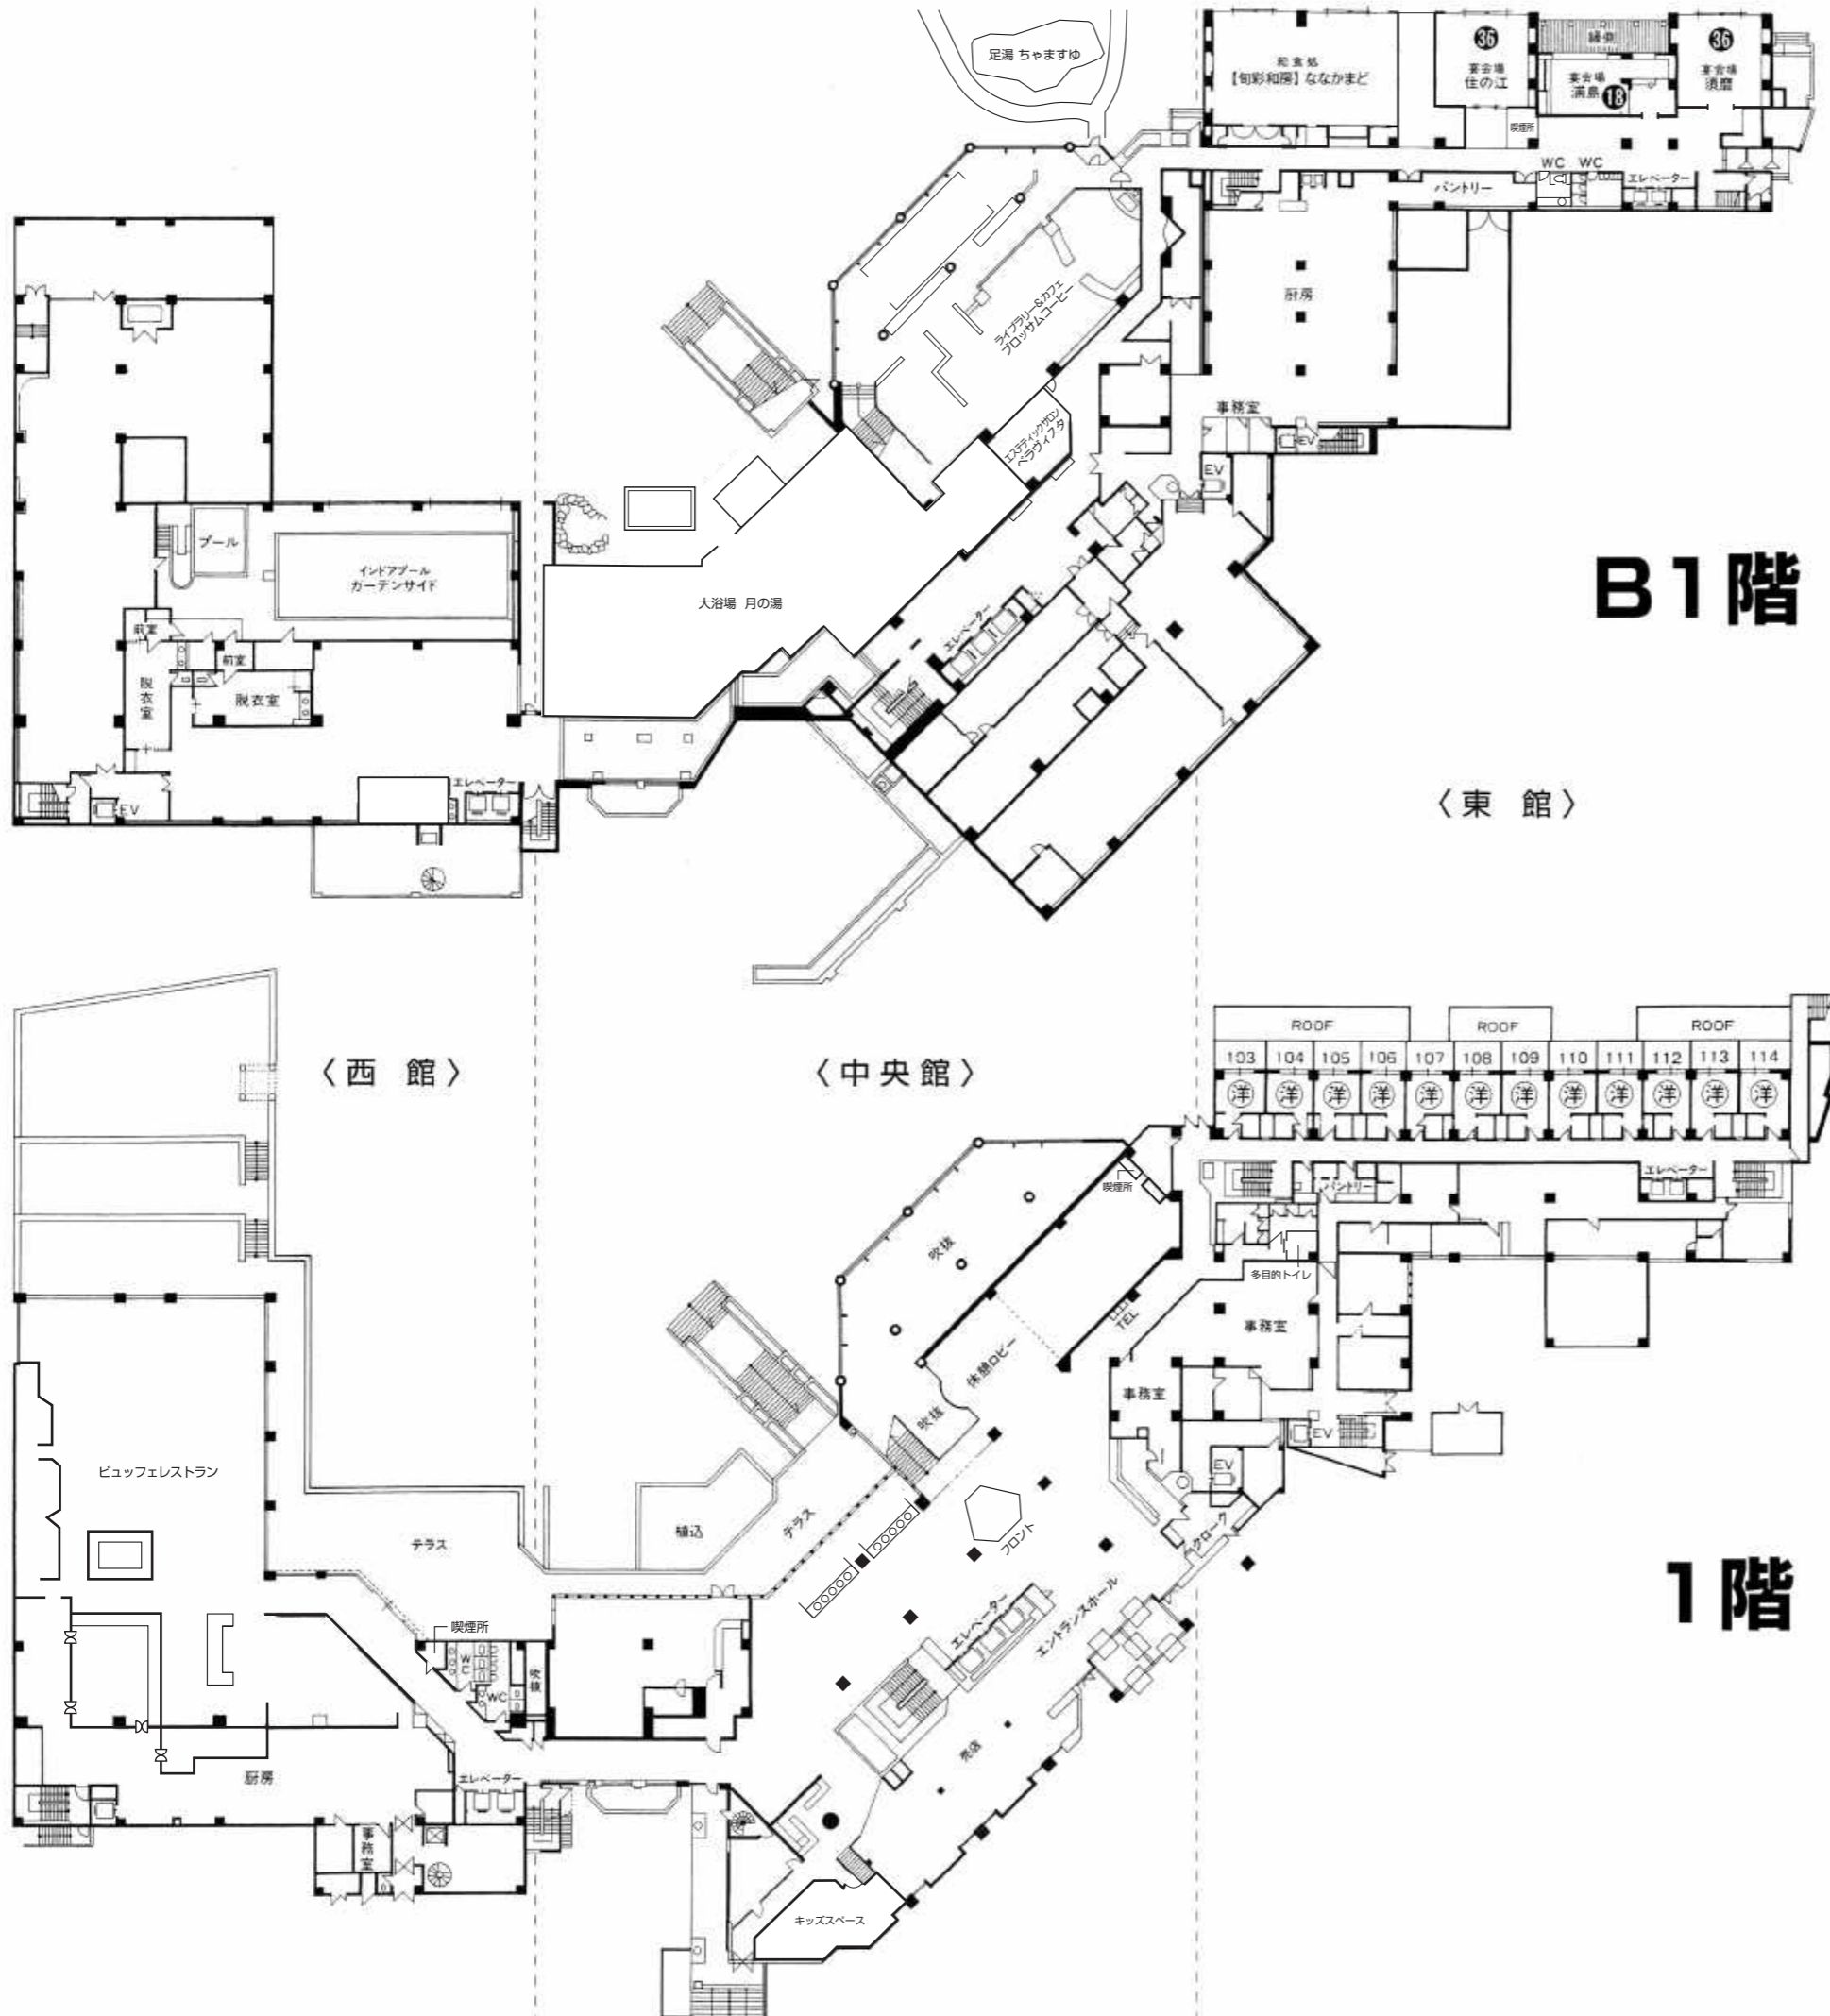 足湯 ちゃますゆ
和食処
【旬彩和房】ななかまど
36
宴会場
住の江
縁側
宴会場
満島
18
36
宴会場
須磨
喫煙所
WC
WC
パントリー
エレベーター
ライブラリー&カフェ
ブロッサムコーヒー
厨房
エステティックサロン
ベラヴィスタ
事務室
EV
EV
プール
インドアプール
ガーデンサイド
大浴場 月の湯
B1階
前室
前室
脱衣室
脱衣室
エレベーター
エレベーター
EV
〈東 館〉
〈西 館〉
〈中央館〉
ROOF
ROOF
ROOF
103
104
105
106
107
108
109
110
111
112
113
114
洋
洋
洋
洋
洋
洋
洋
洋
洋
洋
洋
洋
喫煙所
パントリー
エレベーター
吹抜
多目的トイレ
TEL
事務室
休憩ロビー
事務室
吹抜
EV
EV
ビュッフェレストラン
植込
テラス
テラス
フロント
クローク
1階
喫煙所
WC
WC
吹抜
エレベーター
エントランスホール
売店
厨房
エレベーター
事務室
キッズスペース